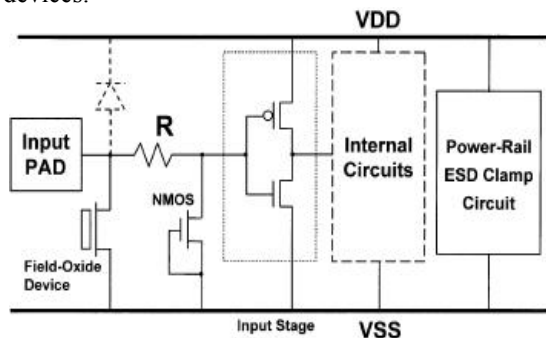 devices.
VDD
Input
PAD
R
NMOS
Field-Oxide
Device
Internal
Circuits
Power-Rail
ESD Clamp
Circuit
Input Stage
VSS